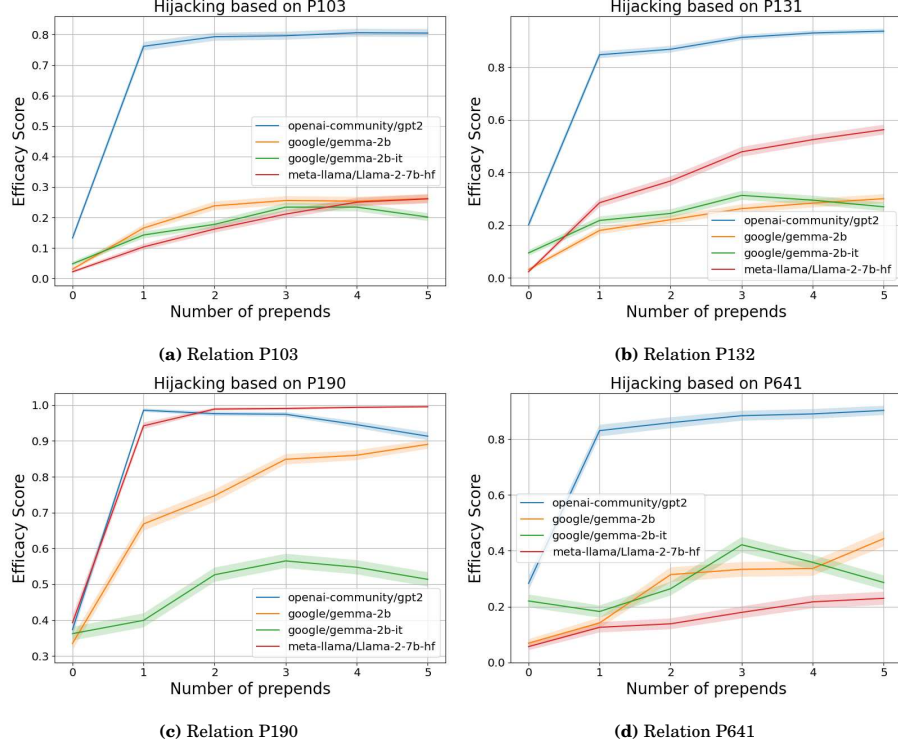 Hijacking based on P103
Efficacy Score
0.8
0.7
0.6
0.5
0.4
0.3
0.2
0.1
0.0
openai-community/gpt2
google/gemma-2b
google/gemma-2b-it
meta-llama/Llama-2-7b-hf
0 1 2 3 4 5
Number of prepends
(a) Relation P103
Hijacking based on P131
Efficacy Score
0.8
0.6
0.4
0.2
0.0
openai-community/gpt2
google/gemma-2b
google/gemma-2b-it
meta-llama/Llama-2-7b-hf
0 1 2 3 4 5
Number of prepends
(b) Relation P132
Hijacking based on P190
Efficacy Score
1.0
0.9
0.8
0.7
0.6
0.5
0.4
0.3
openai-community/gpt2
google/gemma-2b
google/gemma-2b-it
meta-llama/Llama-2-7b-hf
0 1 2 3 4 5
Number of prepends
(c) Relation P190
Hijacking based on P641
Efficacy Score
0.8
0.6
0.4
0.2
0.0
openai-community/gpt2
google/gemma-2b
google/gemma-2b-it
meta-llama/Llama-2-7b-hf
0 1 2 3 4 5
Number of prepends
(d) Relation P641